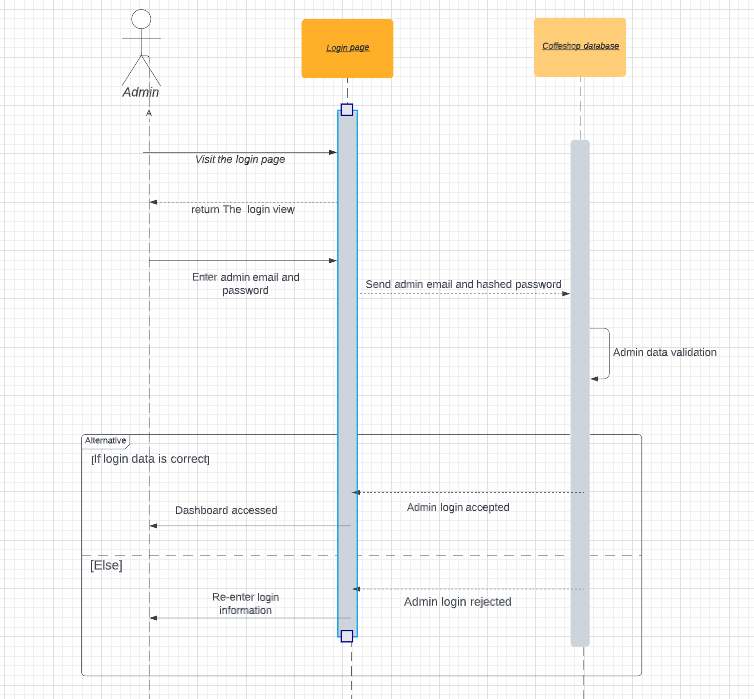 Login page
Coffeshop database
Admin
A
Visit the login page
return The login view
Enter admin email and
password
Send admin email and hashed password
Admin data validation
Alternative
[If login data is correct]
Admin login accepted
Dashboard accessed
[Else]
Re-enter login
information
Admin login rejected